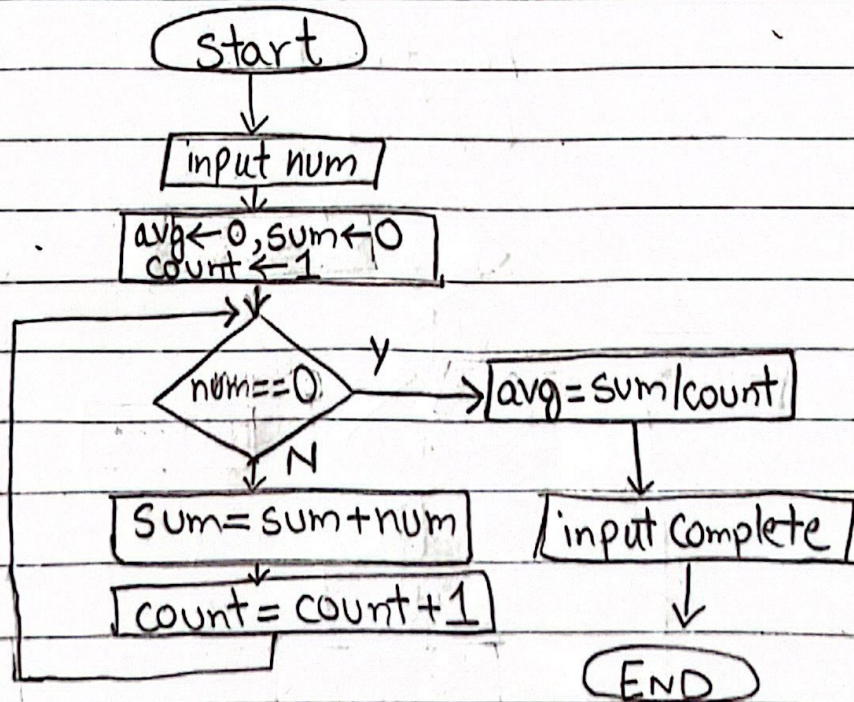 Start
input num
avg←0,sum←0
count←1
num==0
Y
N
avg=sum/count
sum=sum+num
input complete
count=count+1
END